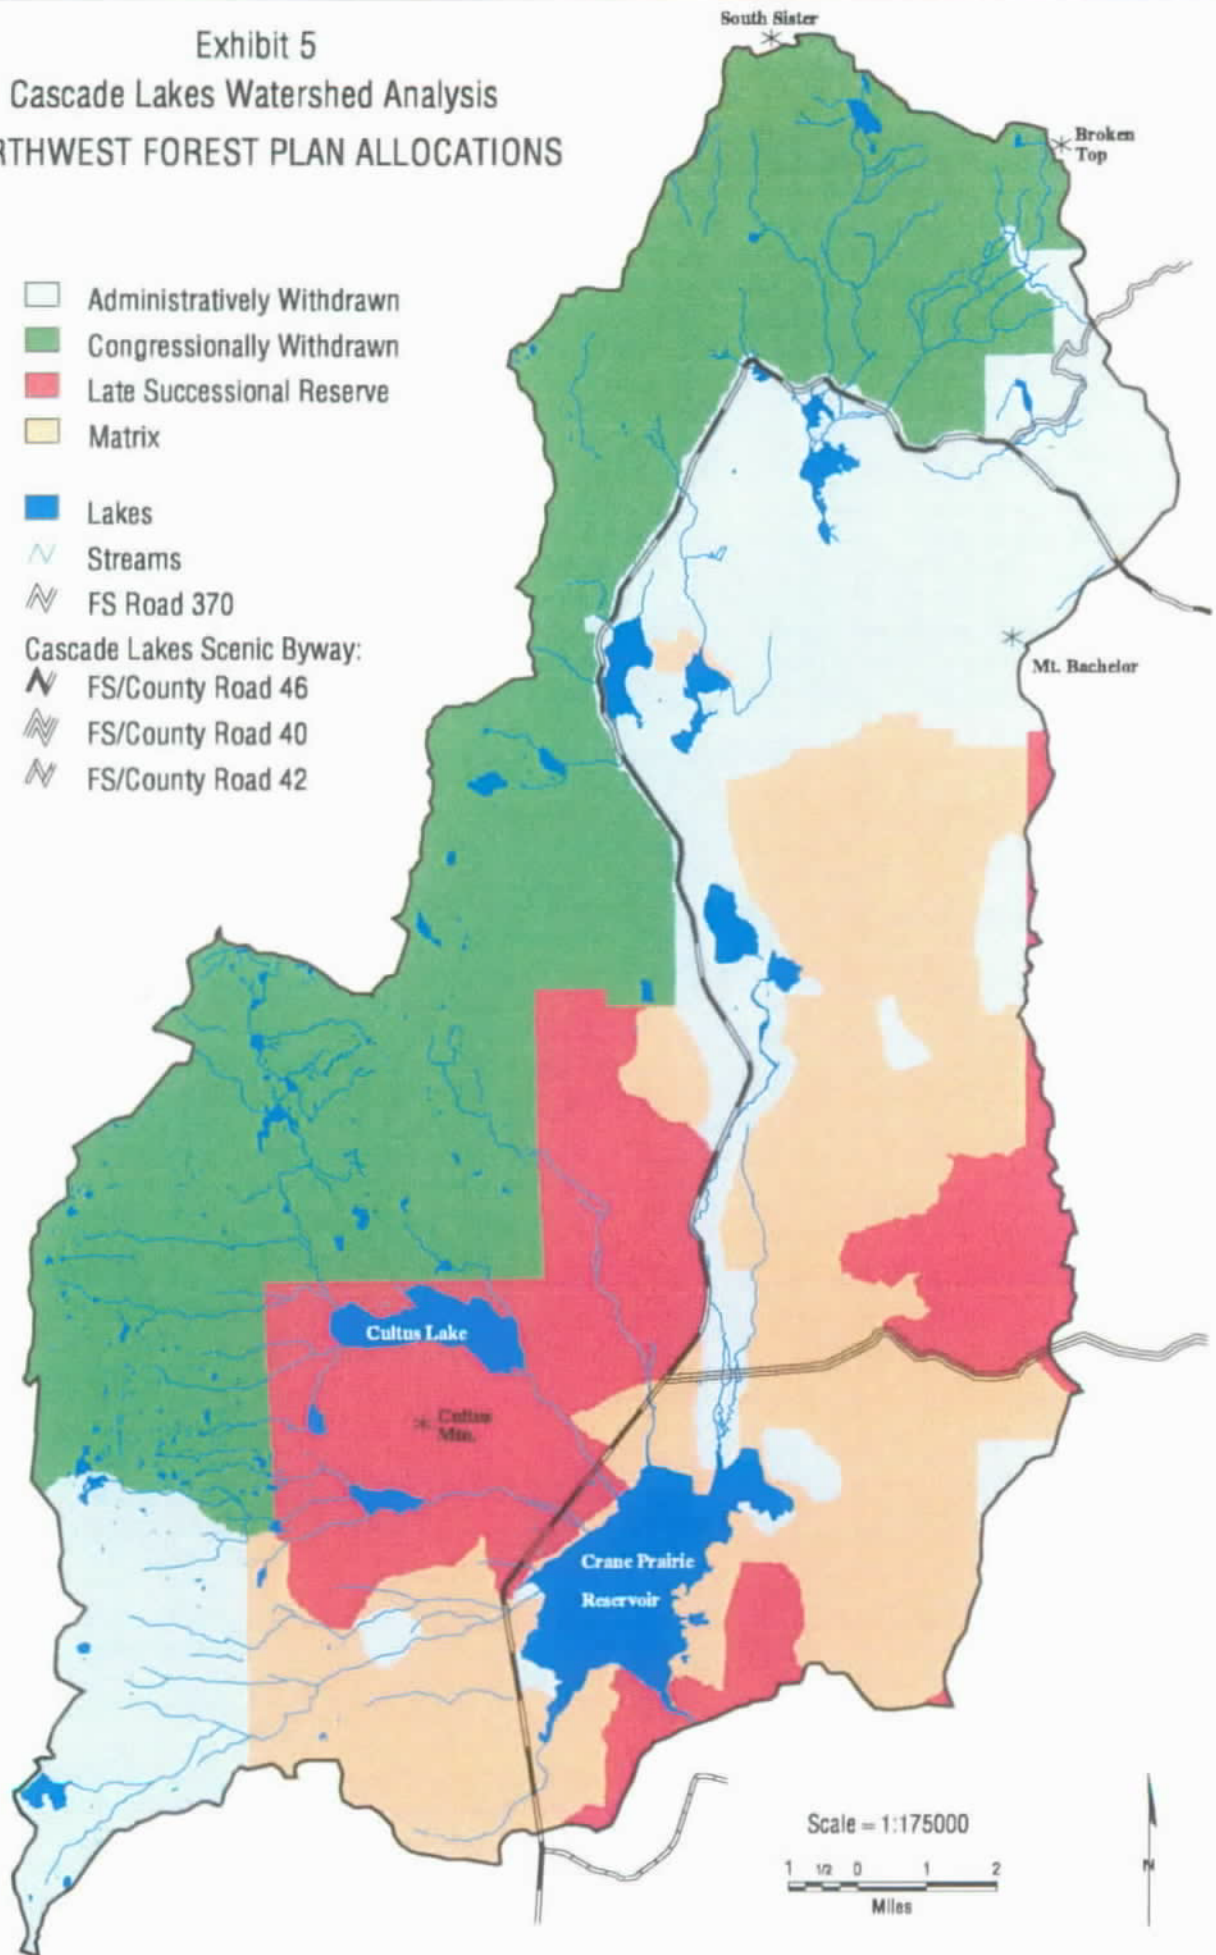 Exhibit 5
Cascade Lakes Watershed Analysis
RTHWEST FOREST PLAN ALLOCATIONS
South Sister
Broken
Top
Administratively Withdrawn
Congressionally Withdrawn
Late Successional Reserve
Matrix
Lakes
Streams
FS Road 370
Cascade Lakes Scenic Byway:
FS/County Road 46
FS/County Road 40
FS/County Road 42
Mt. Bachelor
Cultus Lake
Cultus
Mtn.
Crane Prairie
Reservoir
Scale = 1:175000
1 1/2 0 1 2
Miles
N